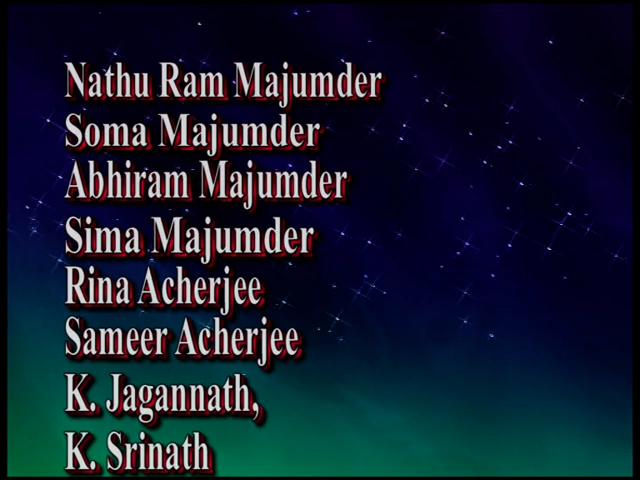 Nathu Ram Majumder
Soma Majumder
Abhiram Majumder
Sima Majumder
Rina Acherjee
Sameer Acherjee
K. Jagannath,
K. Srinath